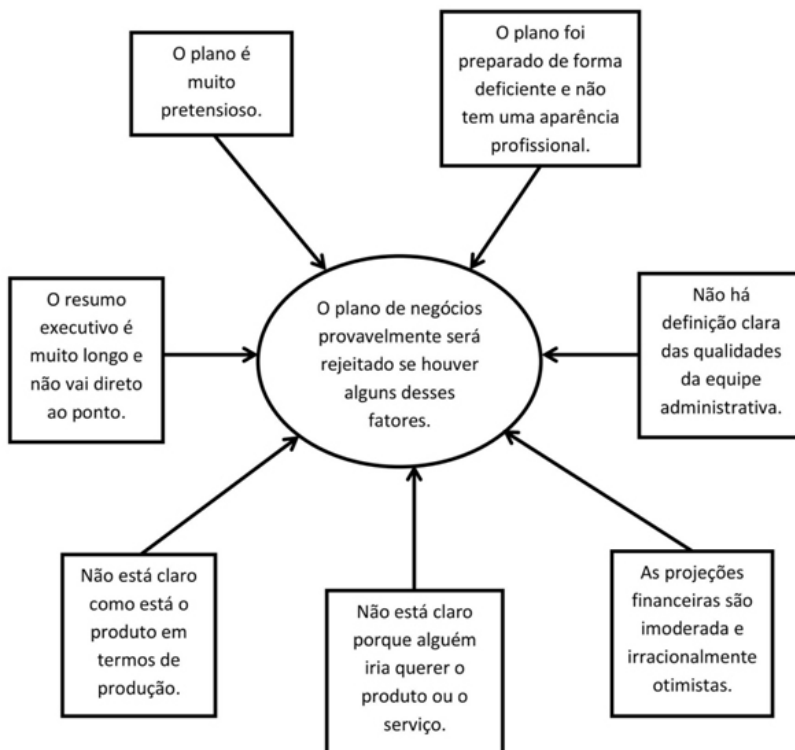 O plano é
muito
pretensioso.
O plano foi
preparado de forma
deficiente e não
tem uma aparência
profissional.
O resumo
executivo é
muito longo e
não vai direto
ao ponto.
O plano de negócios
provavelmente será
rejeitado se houver
alguns desses
fatores.
Não há
definição clara
das qualidades
da equipe
administrativa.
Não está claro
como está o
produto em
termos de
produção.
Não está claro
porque alguém
iria querer o
produto ou o
serviço.
As projeções
financeiras são
imoderada e
irracionalmente
otimistas.